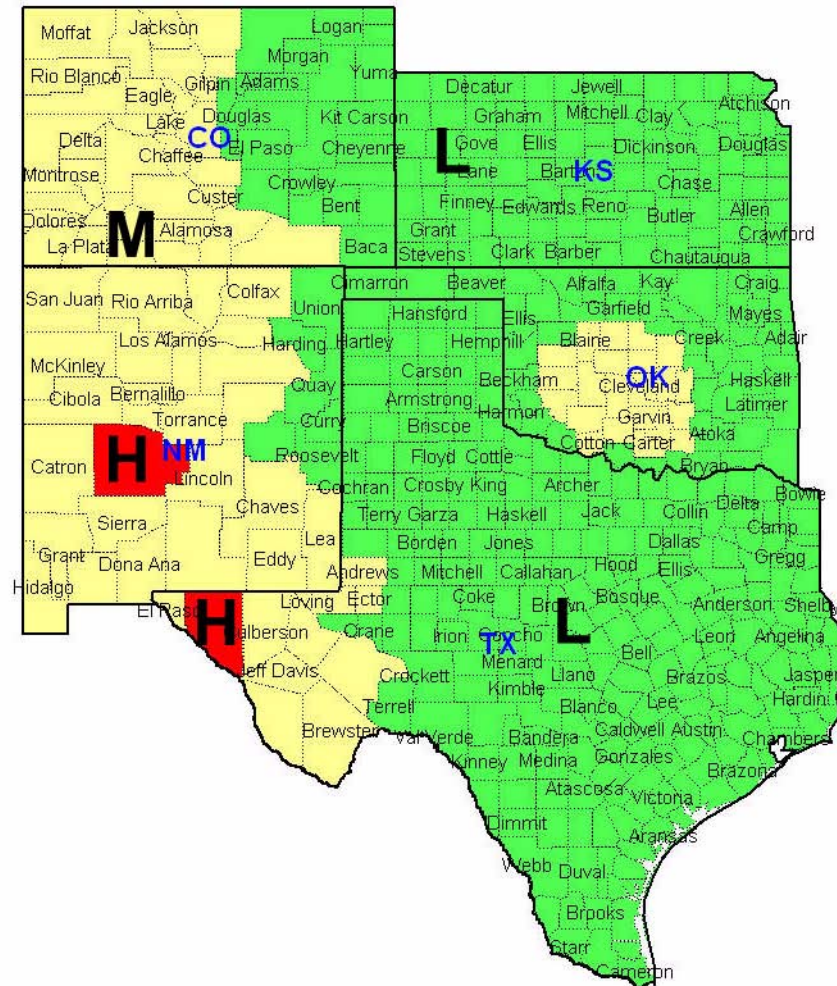 Moffat Jackson Logan
Morgan
Rio Blanco Yuma
Gilpin Adams
Eagle
Lake Douglas Kit Carson
CO
Delta El Paso Cheyenne
Chaffee
Montrose Crowley
Custer Bent
Dolores Alamosa
M
La Plata Baca
Decatur Jewell
Atchison
Graham Mitchell Clay
L
Gove Ellis Dickinson Douglas
Lane KS
Chase
Finney Edwards Reno Allen
Butler
Grant Crawford
Stevens Clark Barber Chautauqua
San Juan Rio Arriba Colfax
Union
Los Alamos Harding
McKinley
Cibola Bernalillo Quay
Torrance Curry
H NM
Catron Lincoln Roosevelt
Chaves
Sierra Lea
Grant Dona Ana Eddy
Hidalgo
Cimarron Beaver Alfalfa Kay Craig
Garfield
Ellis Mayes
Blaine Creek Adair
OK
Beckham Cleveland Haskell
Latimer
Harmon Garvin
Cotton Carter Atoka
Bryan
Hansford
Hartley Hemphill
Carson
Armstrong
Briscoe
Floyd Cottle
Cochran Crosby King Archer Bowie
Delta
Terry Garza Haskell Jack Collin
Camp
Borden Jones Dallas Gregg
Andrews Mitchell Callahan Hood Ellis
El Paso Loving Ector Coke Brown Bosque Anderson
H L
Culberson Crane Irion Concho Leon Angelina
TX
Jeff Davis Menard Bell
Crockett Llano Brazos Jasper
Kimble
Terrell Blanco Lee Hardin
Brewster Caldwell Austin
Val Verde Bandera Chambers
Kinney Medina Gonzales
Brazoria
Atascosa
Victoria
Dimmit
Aransas
Webb
Duval
Brooks
Starr
Cameron